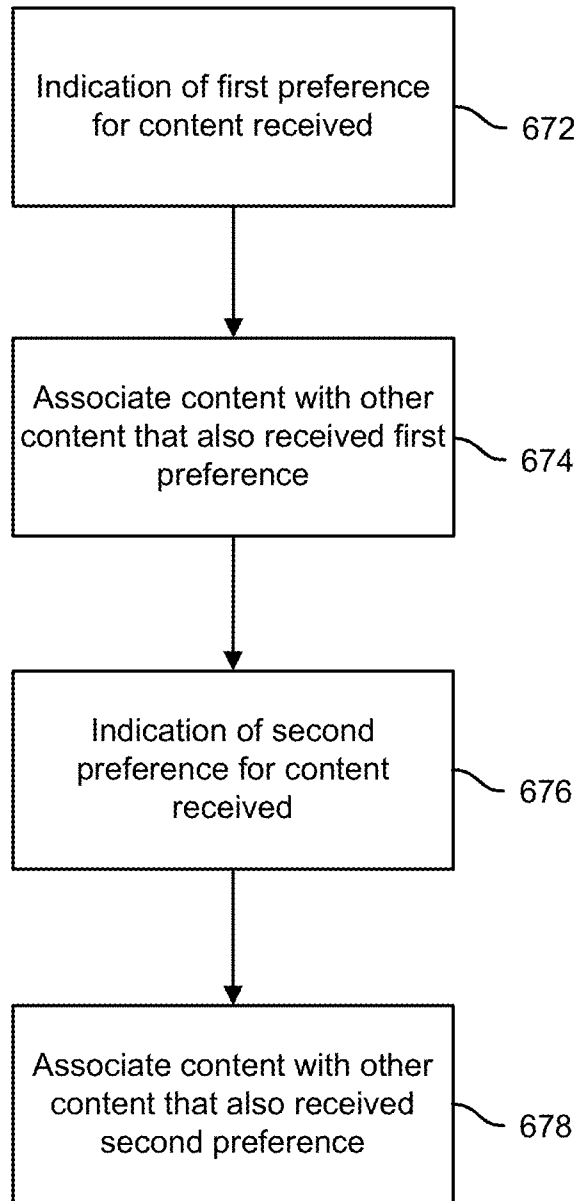 Indication of first preference
for content received
672
Associate content with other
content that also received first
preference
674
Indication of second
preference for content
received
676
Associate content with other
content that also received
second preference
678